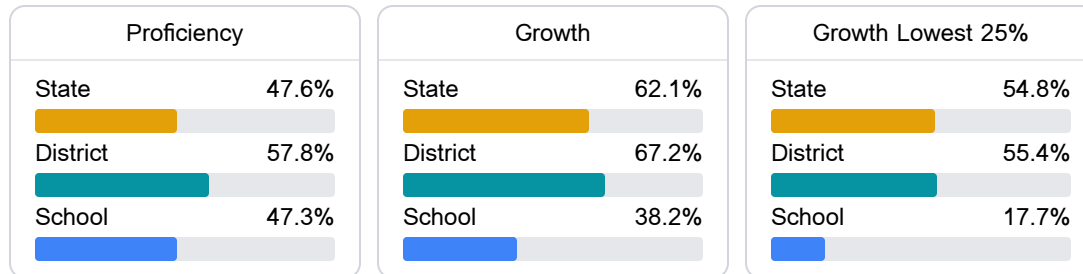 Proficiency
State 47.6%
District 57.8%
School 47.3%
Growth
State 62.1%
District 67.2%
School 38.2%
Growth Lowest 25%
State 54.8%
District 55.4%
School 17.7%